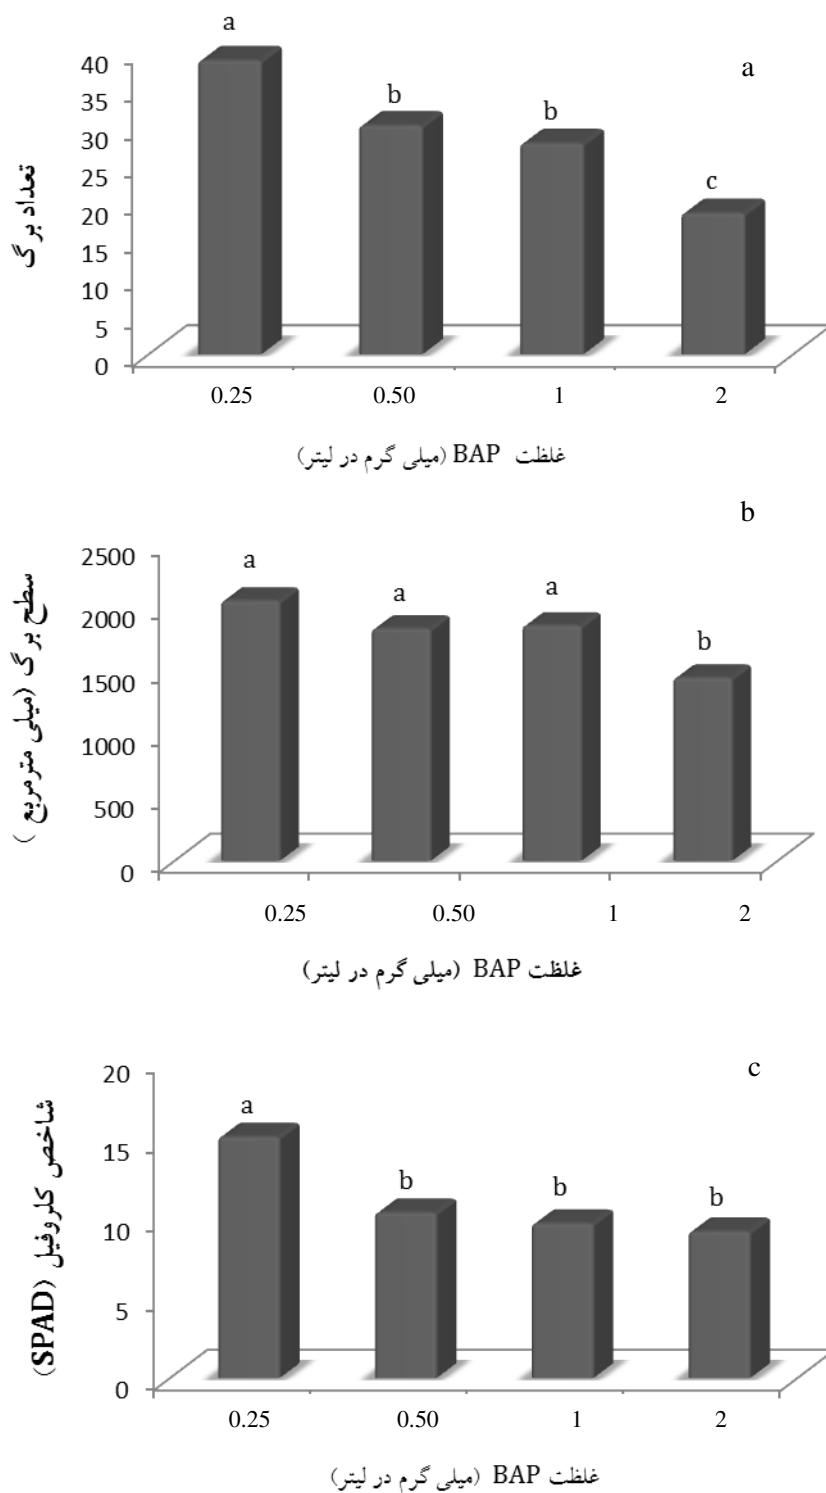 a
a
40
35
30
25
20
15
10
5
0
b
b
c
تعداد برگ
0.25 0.50 1 2
غلظت BAP (میلی گرم در لیتر)
b
2500
2000
1500
1000
500
0
a
a
a
b
سطح برگ (میلی مترمربع )
0.25 0.50 1 2
غلظت BAP (میلی گرم در لیتر)
c
20
15
10
5
0
a
b
b
b
شاخص کلروفیل (SPAD)
0.25 0.50 1 2
غلظت BAP (میلی گرم در لیتر)